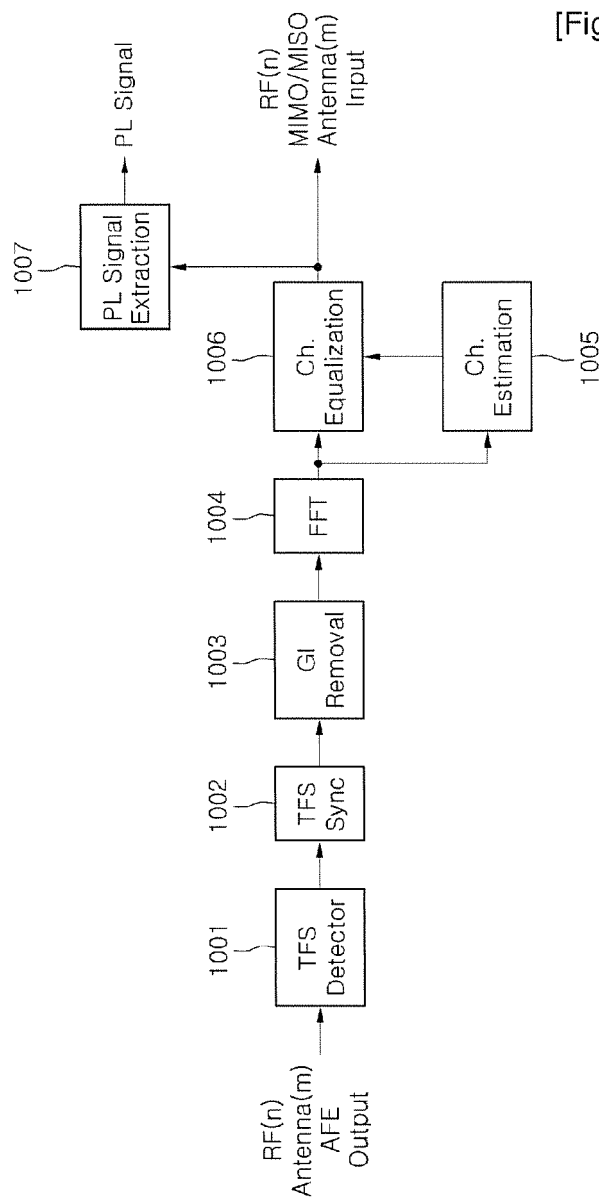 [Fig
RF(n)
Antenna(m)
AFE
Output
1001
TFS
Detector
1002
TFS
Sync
1003
GI
Removal
1004
FFT
1006
Ch.
Equalization
Ch.
Estimation
1005
1007
PL Signal
Extraction
PL Signal
RF(n)
MIMO/MISO
Antenna(m)
Input